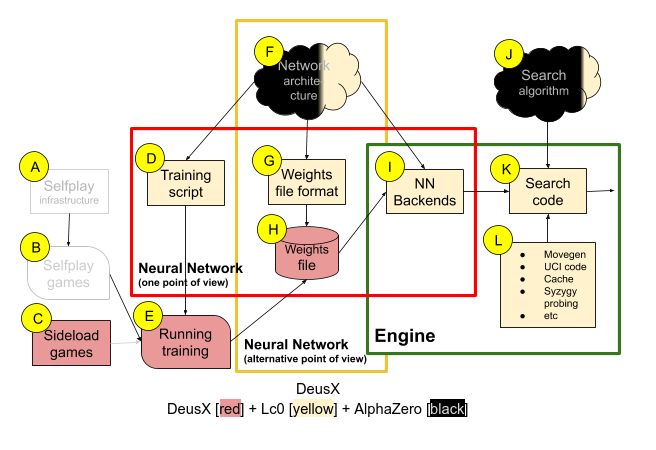 F
Network
archite
cture
J
Search
algorithm
A
Selfplay
infrastructure
D
Training
script
G
Weights
file format
I
NN
Backends
K
Search
code
B
Selfplay
games
H
Weights
file
L
● Movegen
● UCI code
● Cache
● Syzygy
probing
● etc
Neural Network
(one point of view)
C
Sideload
games
E
Running
training
Neural Network
(alternative point of view)
Engine
DeusX
DeusX [red] + Lc0 [yellow] + AlphaZero [black]